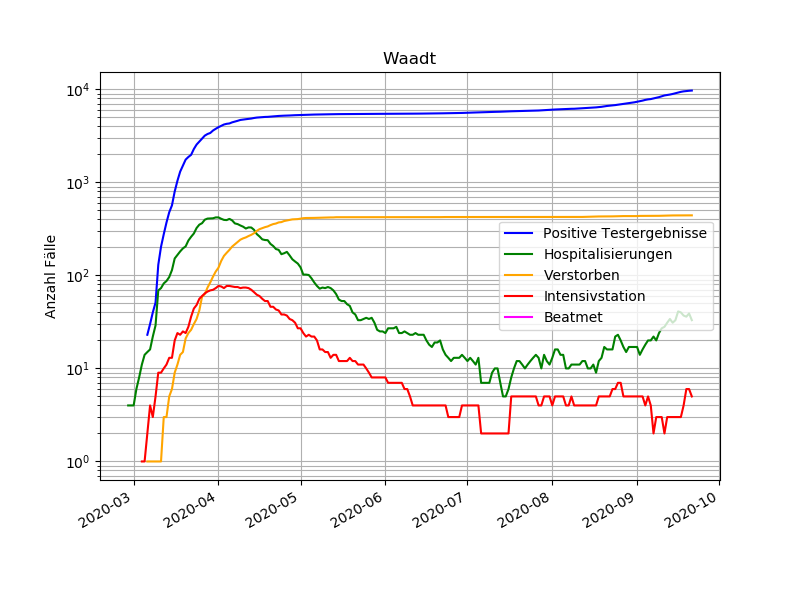 Waadt
Anzahl Fälle
10⁴
10³
10²
10¹
10⁰
Positive Testergebnisse
Hospitalisierungen
Verstorben
Intensivstation
Beatmet
2020-03
2020-04
2020-05
2020-06
2020-07
2020-08
2020-09
2020-10